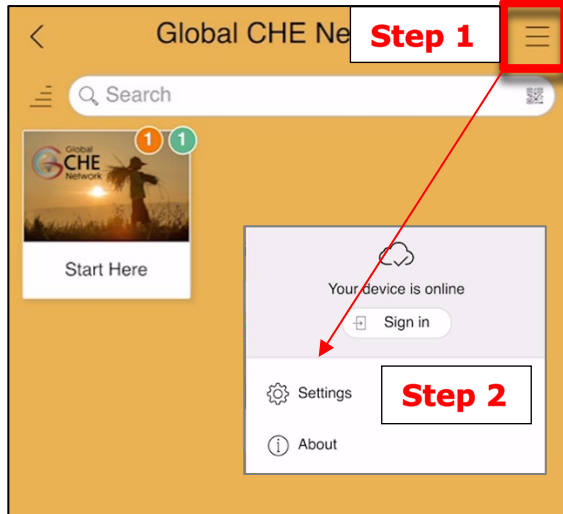 Global CHE Ne
Step 1
Search
1 1
Global
CHE
Network
Start Here
Your device is online
Sign in
Settings
Step 2
About